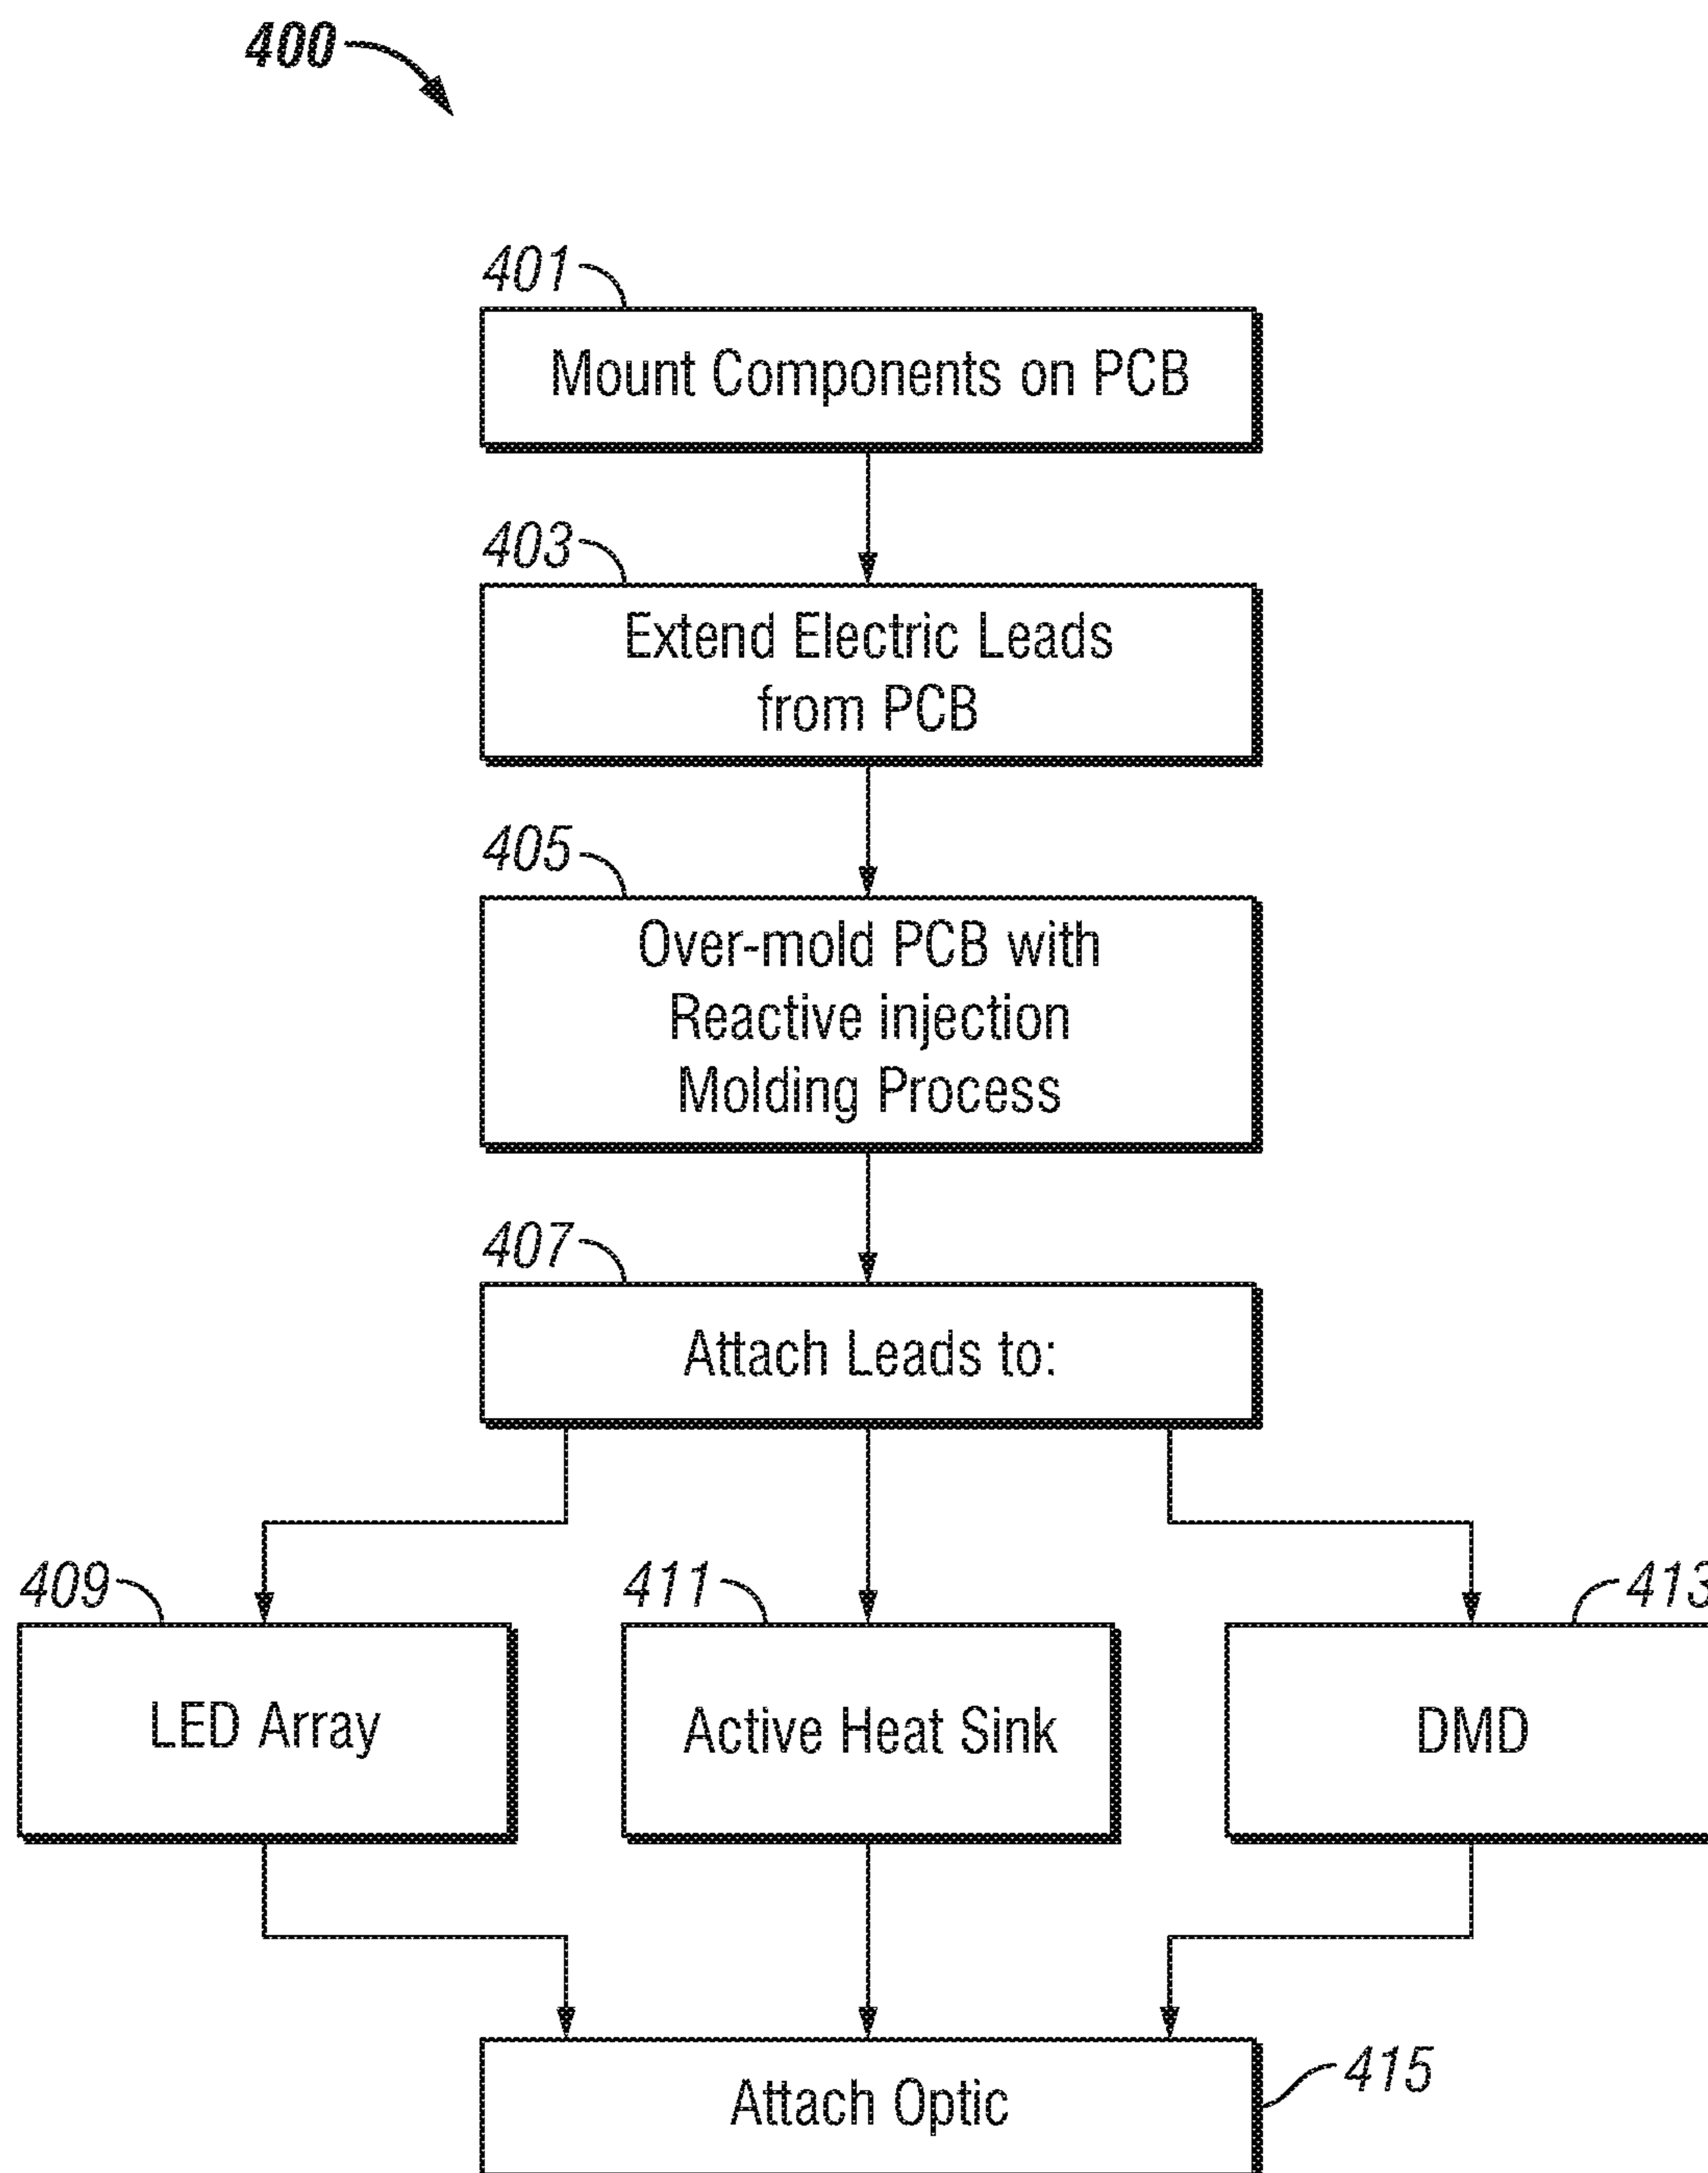 400
401
Mount Components on PCB
403
Extend Electric Leads
from PCB
405
Over-mold PCB with
Reactive injection
Molding Process
407
Attach Leads to:
409
411
413
LED Array
Active Heat Sink
DMD
Attach Optic
415